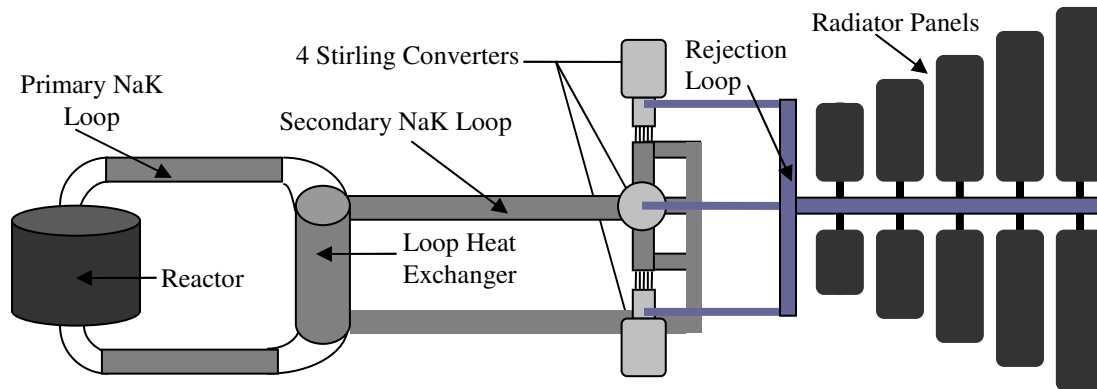 Radiator Panels
4 Stirling Converters
Rejection
Loop
Primary NaK
Loop
Secondary NaK Loop
Loop Heat
Exchanger
Reactor